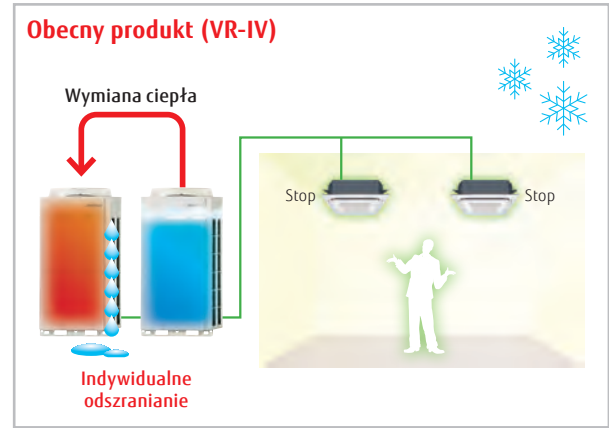 Obecny produkt (VR-IV)
Wymiana ciepła
Stop
Stop
Indywidualne
odszranianie